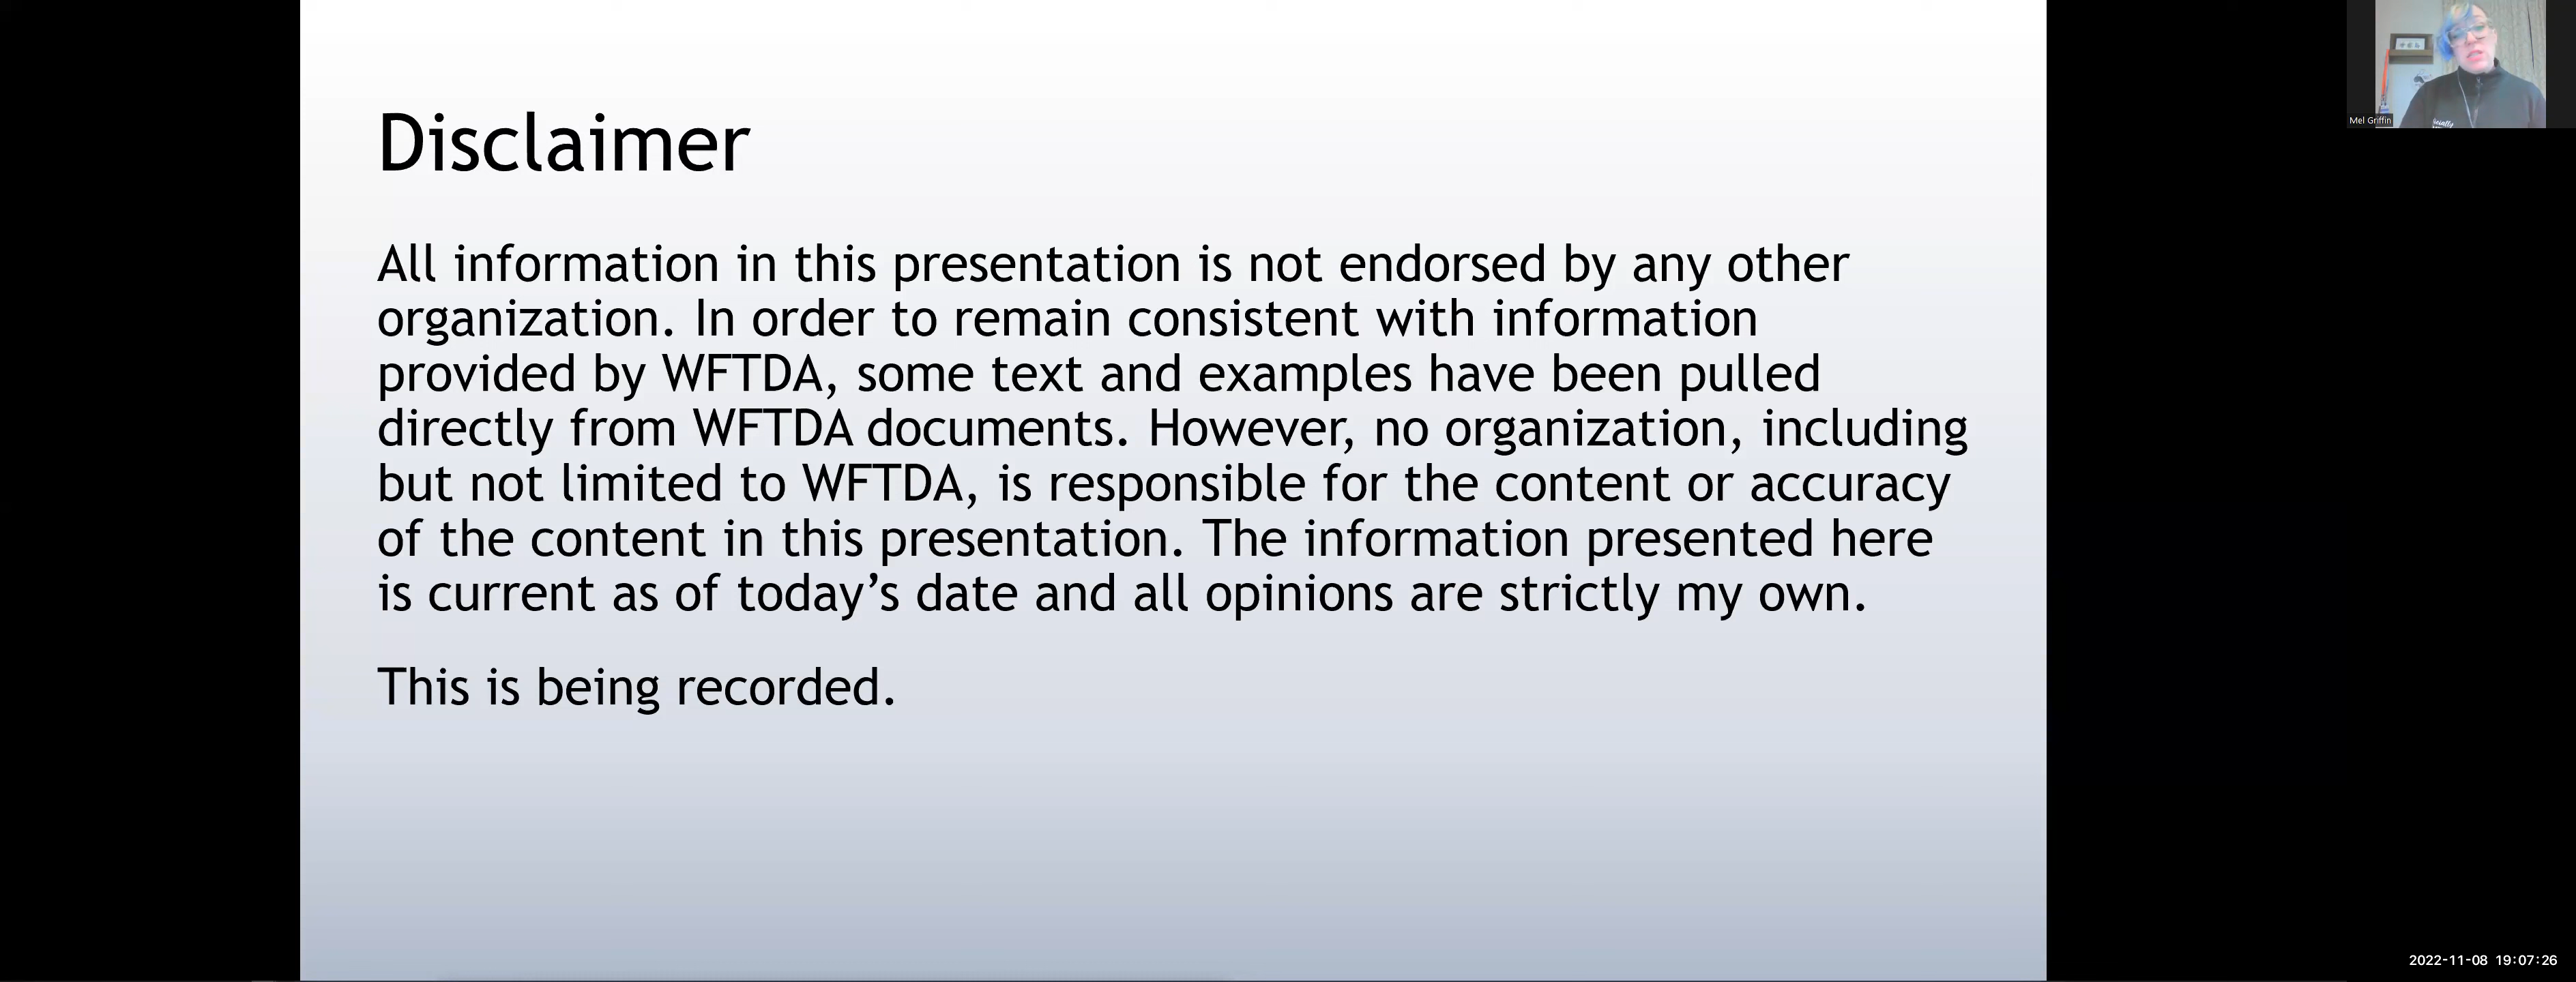 Disclaimer
All information in this presentation is not endorsed by any other
organization. In order to remain consistent with information
provided by WFTDA, some text and examples have been pulled
directly from WFTDA documents. However, no organization, including
but not limited to WFTDA, is responsible for the content or accuracy
of the content in this presentation. The information presented here
is current as of today’s date and all opinions are strictly my own.
This is being recorded.
Mel Griffin
2022-11-08 19:07:26